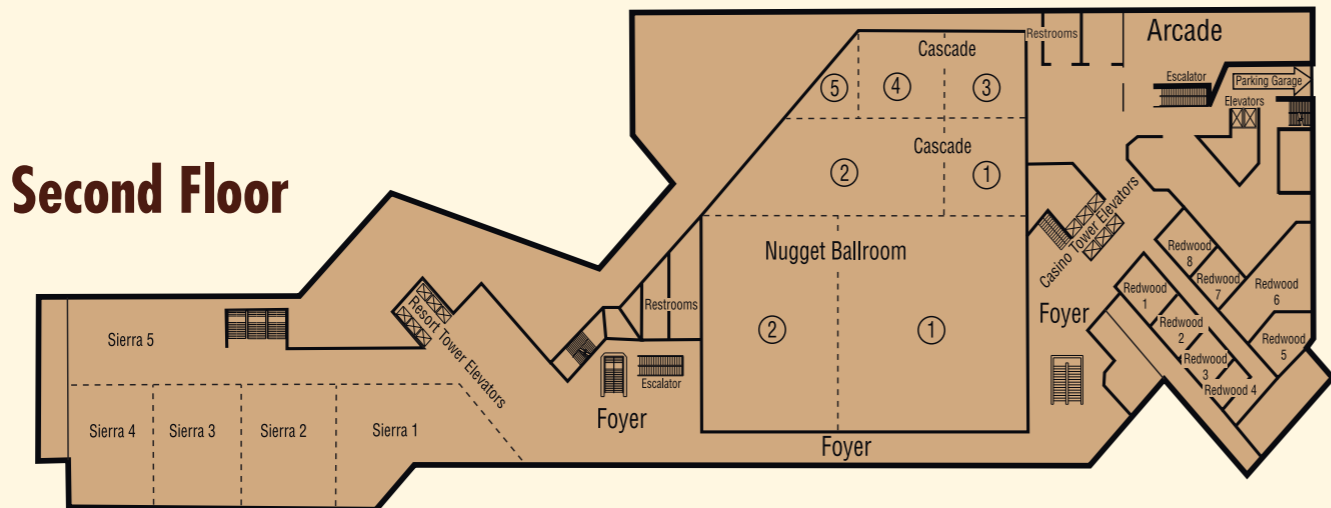 Second Floor
Restrooms
Arcade
Cascade
5
4
3
Escalator
Parking Garage
Elevators
Cascade
2
1
Casino Tower Elevators
Nugget Ballroom
2
1
Restrooms
Foyer
Redwood
8
Redwood
7
Redwood
6
Redwood
1
Redwood
2
Redwood
3
Redwood 4
Redwood
5
Resort Tower Elevators
Sierra 5
Escalator
Foyer
Foyer
Sierra 4
Sierra 3
Sierra 2
Sierra 1